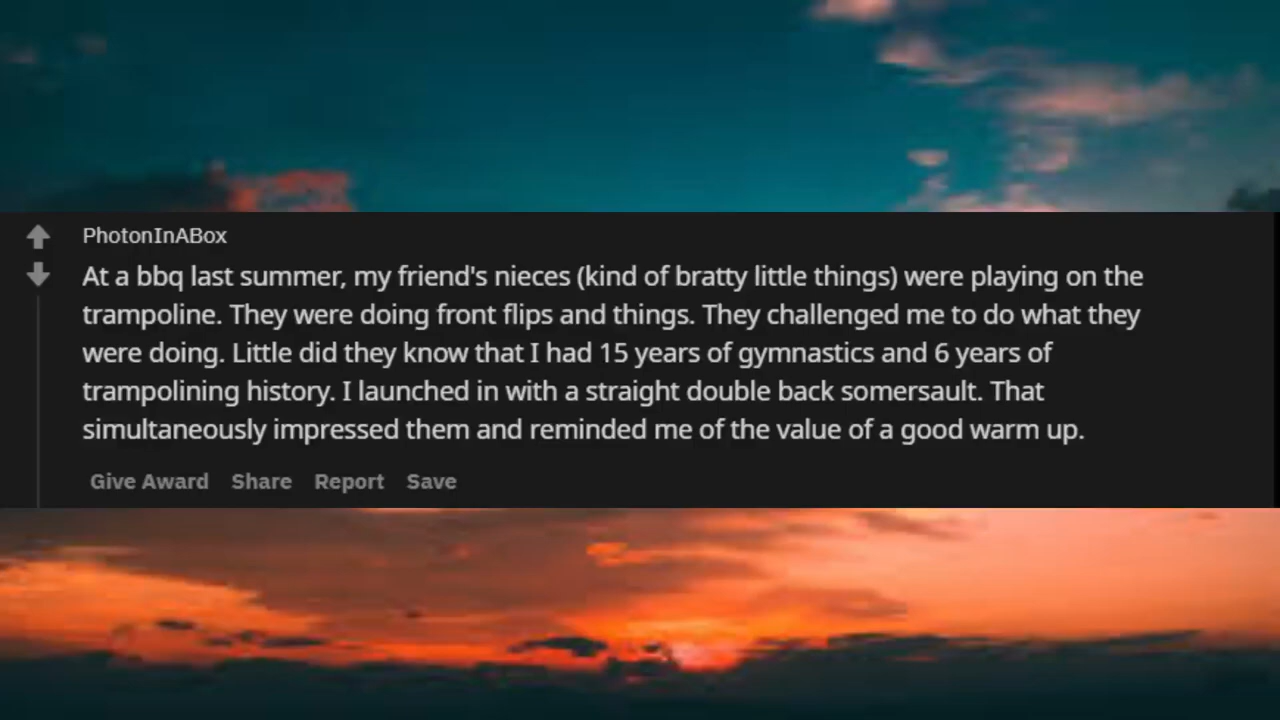 PhotonInABox
At a bbq last summer, my friend's nieces (kind of bratty little things) were playing on the
trampoline. They were doing front flips and things. They challenged me to do what they
were doing. Little did they know that I had 15 years of gymnastics and 6 years of
trampolining history. I launched in with a straight double back somersault. That
simultaneously impressed them and reminded me of the value of a good warm up.
Give Award Share Report Save